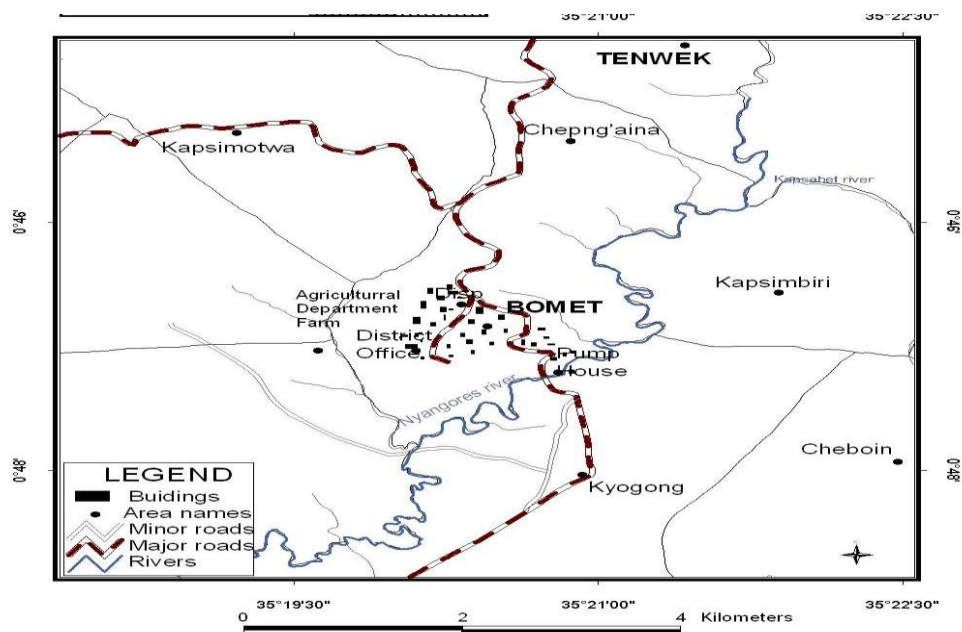 35°21'00"
35°22'30"
TENWEK
Chepng'aina
Kapsimotwa
Kapsabet river
0°46'
0°46'
Kapsimbiri
Disp
Agriculturral
Department
Farm
BOMET
District
Office
Pump
House
Nyangores river
Cheboin
0°48'
0°48'
Kyogong
LEGEND
Buidings
Area names
Minor roads
Major roads
Rivers
35°19'30"
35°21'00"
35°22'30"
0
2
4
Kilometers